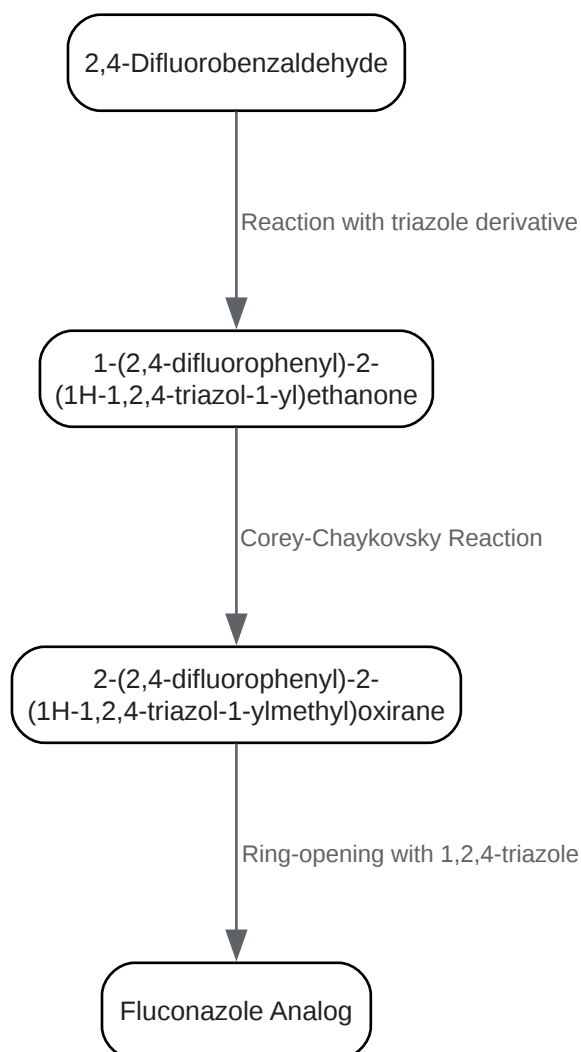 2,4-Difluorobenzaldehyde
Reaction with triazole derivative
1-(2,4-difluorophenyl)-2-
(1H-1,2,4-triazol-1-yl)ethanone
Corey-Chaykovsky Reaction
2-(2,4-difluorophenyl)-2-
(1H-1,2,4-triazol-1-ylmethyl)oxirane
Ring-opening with 1,2,4-triazole
Fluconazole Analog